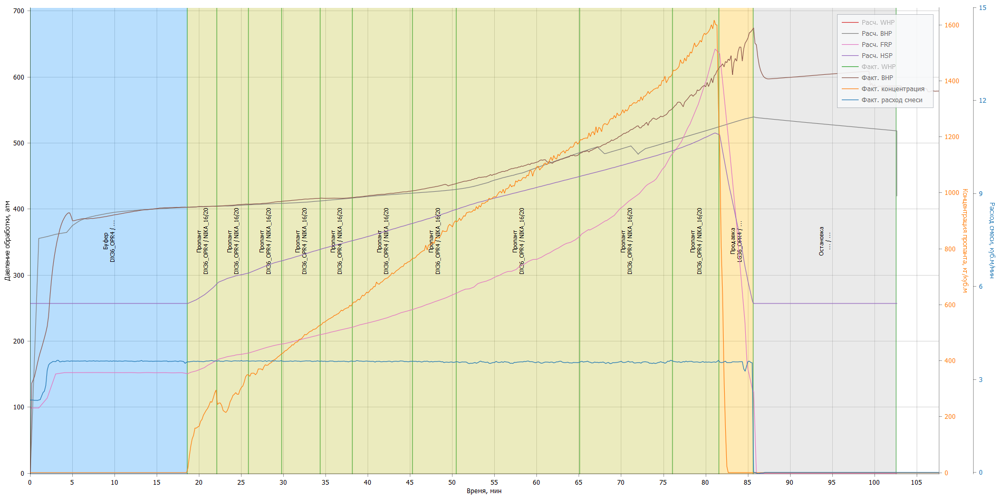 700
600
500
400
300
200
100
0
Давление обработки, атм
0
5
10
15
20
25
30
35
40
45
50
55
60
65
70
75
80
85
90
95
100
105
Время, мин
Буфер
DX36_OPR4 / ...
Пропант
DX36_OPR4 / NIKA_16/20
Пропант
DX36_OPR4 / NIKA_16/20
Пропант
DX36_OPR4 / NIKA_16/20
Пропант
DX36_OPR4 / NIKA_16/20
Пропант
DX36_OPR4 / NIKA_16/20
Пропант
DX36_OPR4 / NIKA_16/20
Пропант
DX36_OPR4 / NIKA_16/20
Пропант
DX36_OPR4 / NIKA_16/20
Пропант
DX36_OPR4 / NIKA_16/20
Пропант
DX36_OPR4 / NIKA_16/20
Продавка
LG36_OPR4 / ...
Остановка
... / ...
Расч. WHP
Расч. BHP
Расч. FRP
Расч. HSP
Факт. WHP
Факт. BHP
Факт. концентрация
Факт. расход смеси
1600
1400
1200
1000
800
600
400
200
0
Концентрация пропанта, кг/куб.м
15
12
9
6
3
0
Расход смеси, куб.м/мин